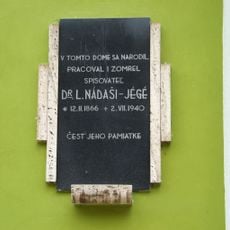 V TOMTO DOME SA NARODIL,
PRACOVAL I ZOMREL
SPISOVATEĽ
DR. L. NÁDAŠI-JÉGÉ
* 12.II.1866 + 2.VII.1940
ČESŤ JEHO PAMIATKE